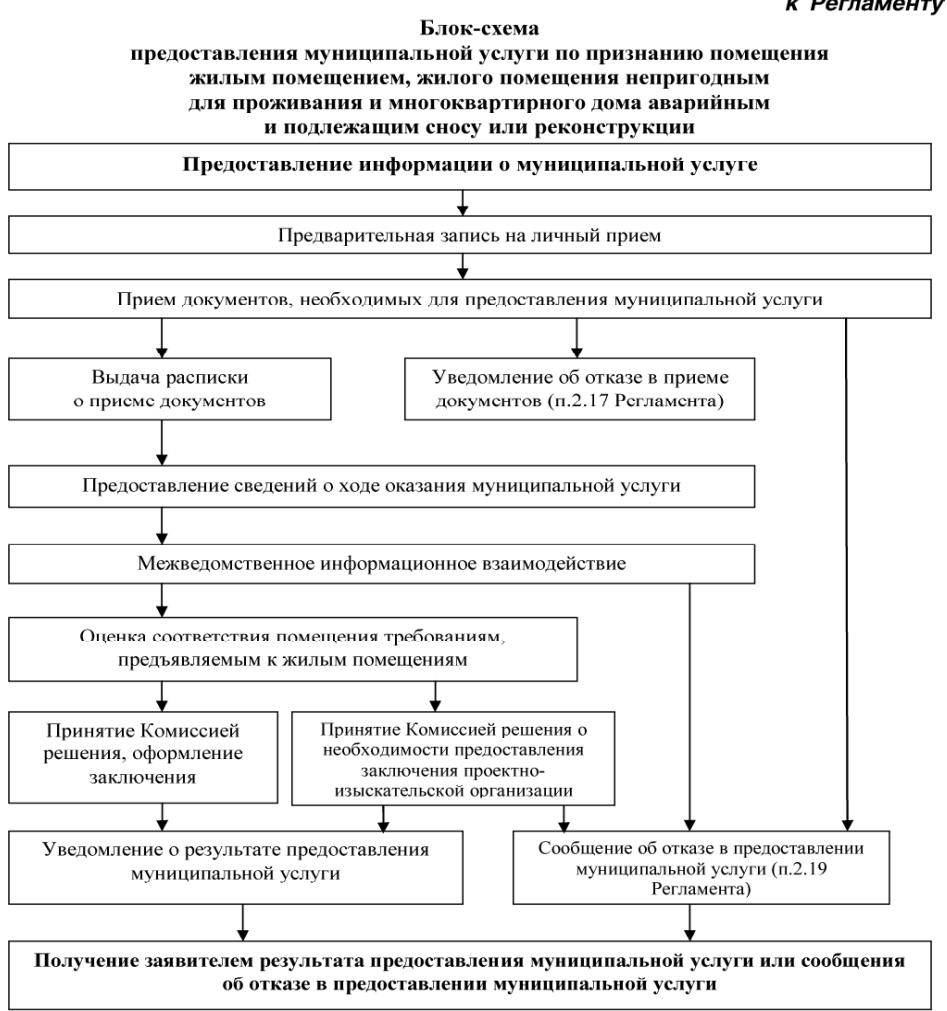 к Регламенту
Блок-схема
предоставления муниципальной услуги по признанию помещения
жилым помещением, жилого помещения непригодным
для проживания и многоквартирного дома аварийным
и подлежащим сносу или реконструкции
Предоставление информации о муниципальной услуге
Предварительная запись на личный прием
Прием документов, необходимых для предоставления муниципальной услуги
Выдача расписки
о приеме документов
Уведомление об отказе в приеме
документов (п.2.17 Регламента)
Предоставление сведений о ходе оказания муниципальной услуги
Межведомственное информационное взаимодействие
Оценка соответствия помещения требованиям,
предъявляемым к жилым помещениям
Принятие Комиссией
решения, оформление
заключения
Принятие Комиссией решения о
необходимости предоставления
заключения проектно-
изыскательской организации
Уведомление о результате предоставления
муниципальной услуги
Сообщение об отказе в предоставлении
муниципальной услуги (п.2.19
Регламента)
Получение заявителем результата предоставления муниципальной услуги или сообщения
об отказе в предоставлении муниципальной услуги